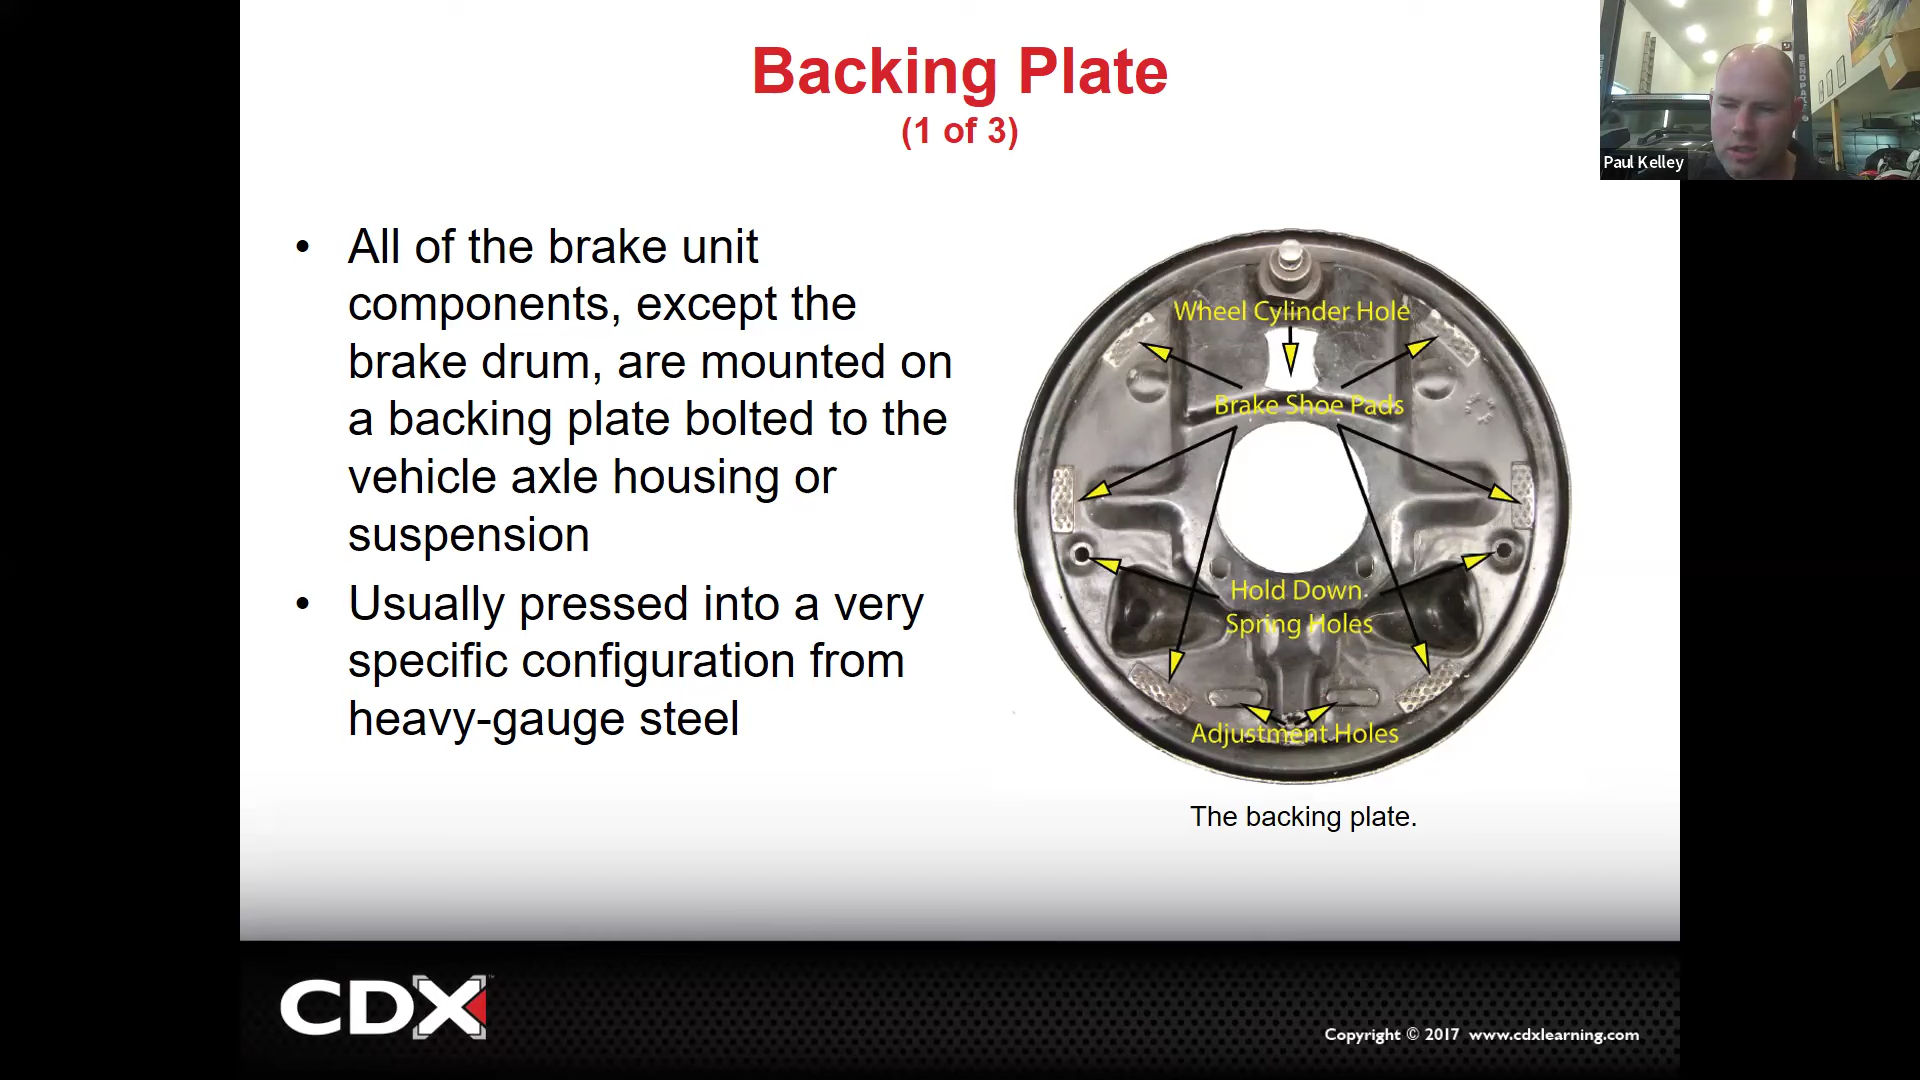 Backing Plate
(1 of 3)
Paul Kelley
• All of the brake unit
components, except the
brake drum, are mounted on
a backing plate bolted to the
vehicle axle housing or
suspension
• Usually pressed into a very
specific configuration from
heavy-gauge steel
Wheel Cylinder Hole
Brake Shoe Pads
Hold Down
Spring Holes
Adjustment Holes
The backing plate.
CDX™
Copyright © 2017 www.cdxlearning.com